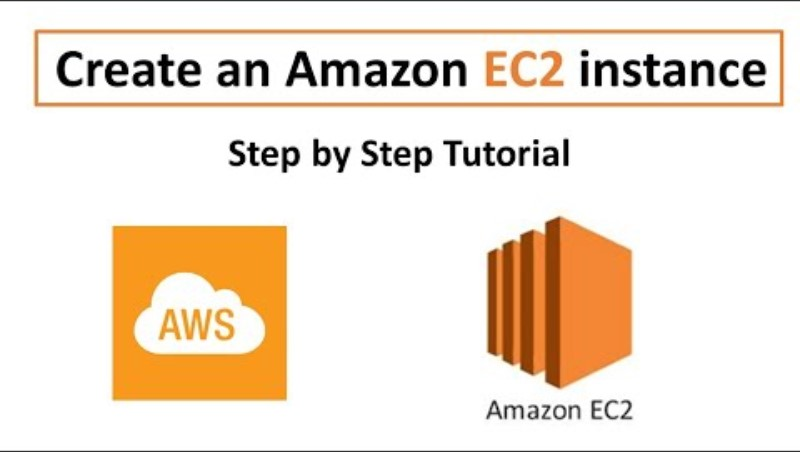 Create an Amazon EC2 instance
Step by Step Tutorial
AWS
Amazon EC2